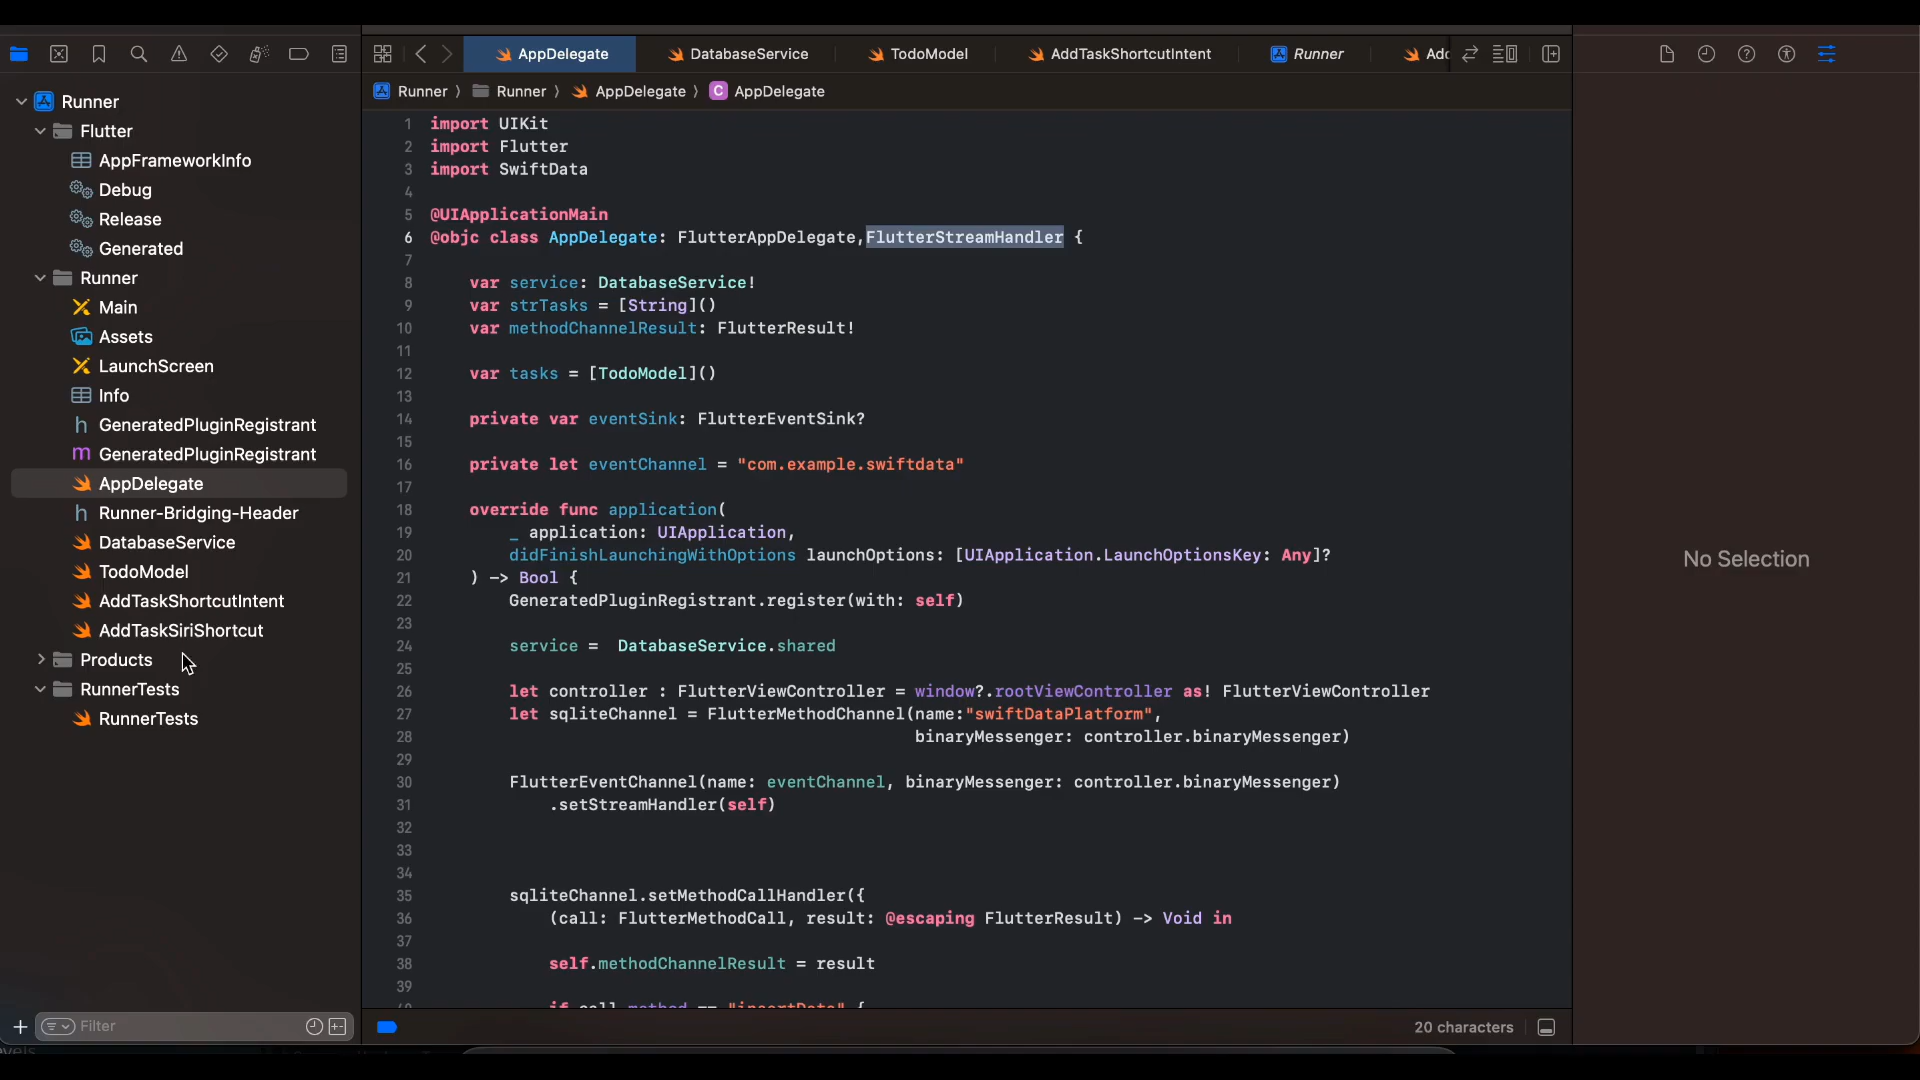 AppDelegate
DatabaseService
TodoModel
AddTaskShortcutIntent
Runner
Runner
Runner
AppDelegate
AppDelegate
Runner
Flutter
AppFrameworkInfo
Debug
Release
Generated
Runner
Main
Assets
LaunchScreen
Info
h GeneratedPluginRegistrant
m GeneratedPluginRegistrant
AppDelegate
h Runner-Bridging-Header
DatabaseService
TodoModel
AddTaskShortcutIntent
AddTaskSiriShortcut
Products
RunnerTests
RunnerTests
Filter
1 import UIKit
2 import Flutter
3 import SwiftData
4
5 @UIApplicationMain
6 @objc class AppDelegate: FlutterAppDelegate,FlutterStreamHandler {
7
8 var service: DatabaseService!
9 var strTasks = [String]()
10 var methodChannelResult: FlutterResult!
11
12 var tasks = [TodoModel]()
13
14 private var eventSink: FlutterEventSink?
15
16 private let eventChannel = "com.example.swiftdata"
17
18 override func application(
19 _ application: UIApplication,
20 didFinishLaunchingWithOptions launchOptions: [UIApplication.LaunchOptionsKey: Any]?
21 ) -> Bool {
22 GeneratedPluginRegistrant.register(with: self)
23
24 service =  DatabaseService.shared
25
26 let controller : FlutterViewController = window?.rootViewController as! FlutterViewController
27 let sqliteChannel = FlutterMethodChannel(name:"swiftDataPlatform",
28 binaryMessenger: controller.binaryMessenger)
29
30 FlutterEventChannel(name: eventChannel, binaryMessenger: controller.binaryMessenger)
31 .setStreamHandler(self)
32
33
34
35 sqliteChannel.setMethodCallHandler({
36 (call: FlutterMethodCall, result: @escaping FlutterResult) -> Void in
37
38 self.methodChannelResult = result
39
No Selection
20 characters